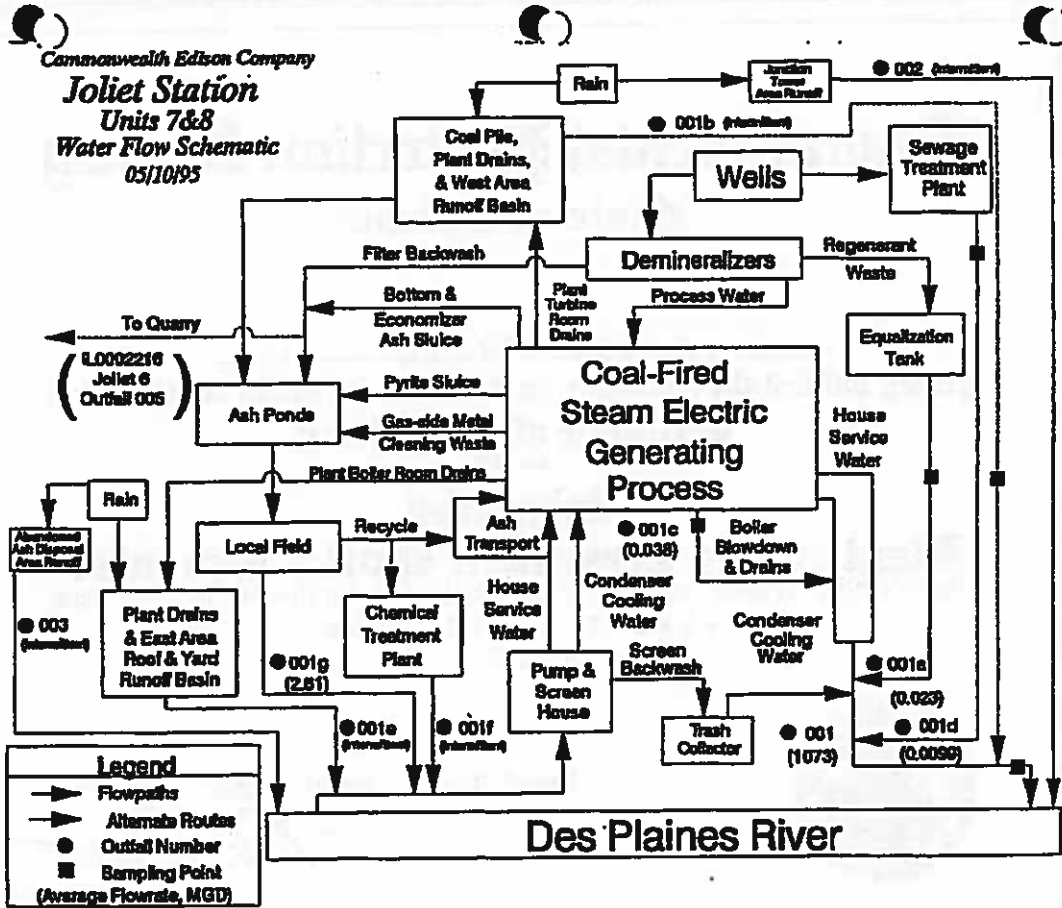 Commonwealth Edison Company
Joliet Station
Units 7&8
Water Flow Schematic
05/10/95
Rain
Junction
Tower
Area Runoff
002 (Intermittent)
001b (Intermittent)
Coal Pile,
Plant Drains,
& West Area
Runoff Basin
Wells
Sewage
Treatment
Plant
Filter Backwash
Demineralizers
Regenerant
Waste
Process Water
Plant
Turbine
Room
Drains
Bottom &
Economizer
Ash Sluice
To Quarry
(IL0002216
Joliet 6
Outfall 005)
Equalization
Tank
Ash Ponds
Pyrite Sluice
Gas-side Metal
Cleaning Waste
Coal-Fired
Steam Electric
Generating
Process
House
Service
Water
Plant Boiler Room Drains
Rain
Abandoned
Ash Disposal
Area Runoff
Local Field
Recycle
Ash
Transport
001c
(0.038)
Boiler
Blowdown
& Drains
003
(Intermittent)
Plant Drains
& East Area
Roof & Yard
Runoff Basin
001g
(2.61)
Chemical
Treatment
Plant
House
Service
Water
Condenser
Cooling
Water
Condenser
Cooling
Water
Pump &
Screen
House
Screen
Backwash
Trash
Collector
001a
(0.023)
001
(1073)
001d
(0.0099)
001e
(Intermittent)
001f
(Intermittent)
Legend
Flowpaths
Alternate Routes
Outfall Number
Sampling Point
(Average Flowrate, MGD)
Des Plaines River